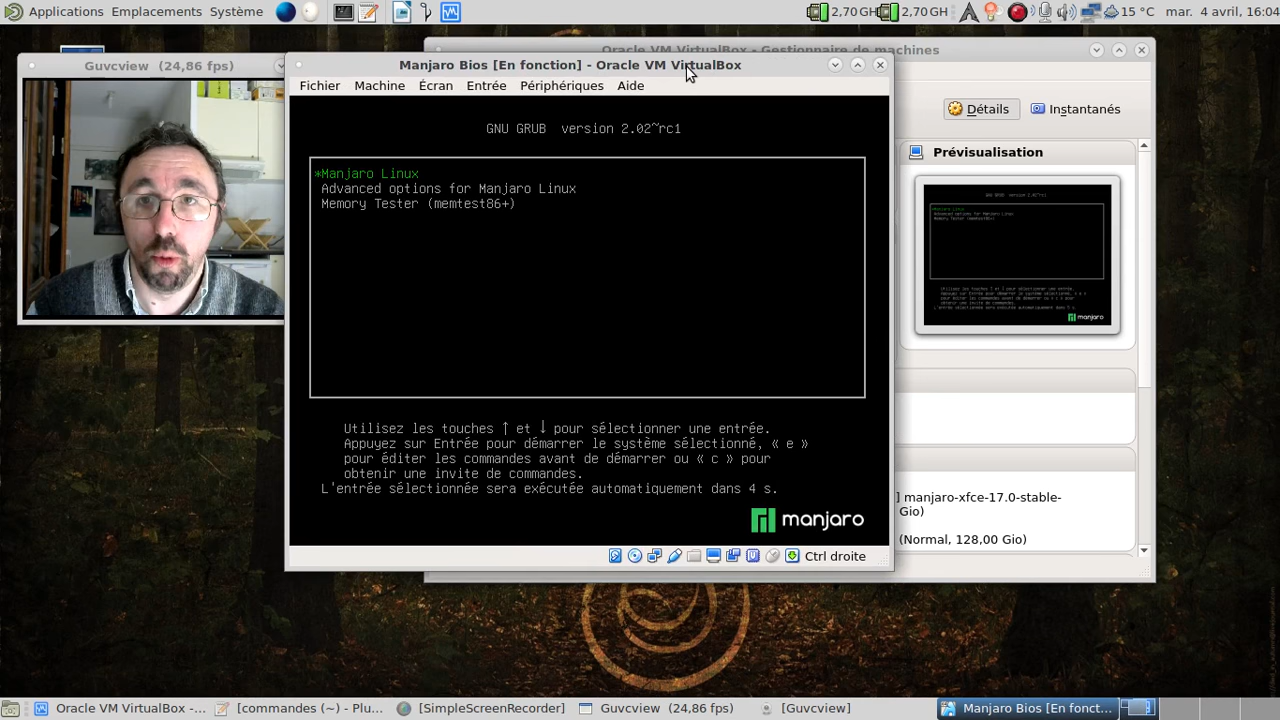 Applications Emplacements Système
2,70 GH 2,70 GH 15 °C mar. 4 avril, 16:04
Oracle VM VirtualBox - Gestionnaire de machines
Guvcview (24,86 fps)
Manjaro Bios [En fonction] - Oracle VM VirtualBox
Fichier Machine Écran Entrée Périphériques Aide
Détails Instantanés
GNU GRUB version 2.02~rc1
*Manjaro Linux
Advanced options for Manjaro Linux
Memory Tester (memtest86+)
Utilisez les touches ↑ et ↓ pour sélectionner une entrée.
Appuyez sur Entrée pour démarrer le système sélectionné, « e »
pour éditer les commandes avant de démarrer ou « c » pour
obtenir une invite de commandes.
L'entrée sélectionnée sera exécutée automatiquement dans 4 s.
manjaro
Ctrl droite
Prévisualisation
manjaro
] manjaro-xfce-17.0-stable-
Gio)
(Normal, 128,00 Gio)
Oracle VM VirtualBox -... [commandes (~) - Plu... [SimpleScreenRecorder] Guvcview (24,86 fps) [Guvcview] Manjaro Bios [En fonct...